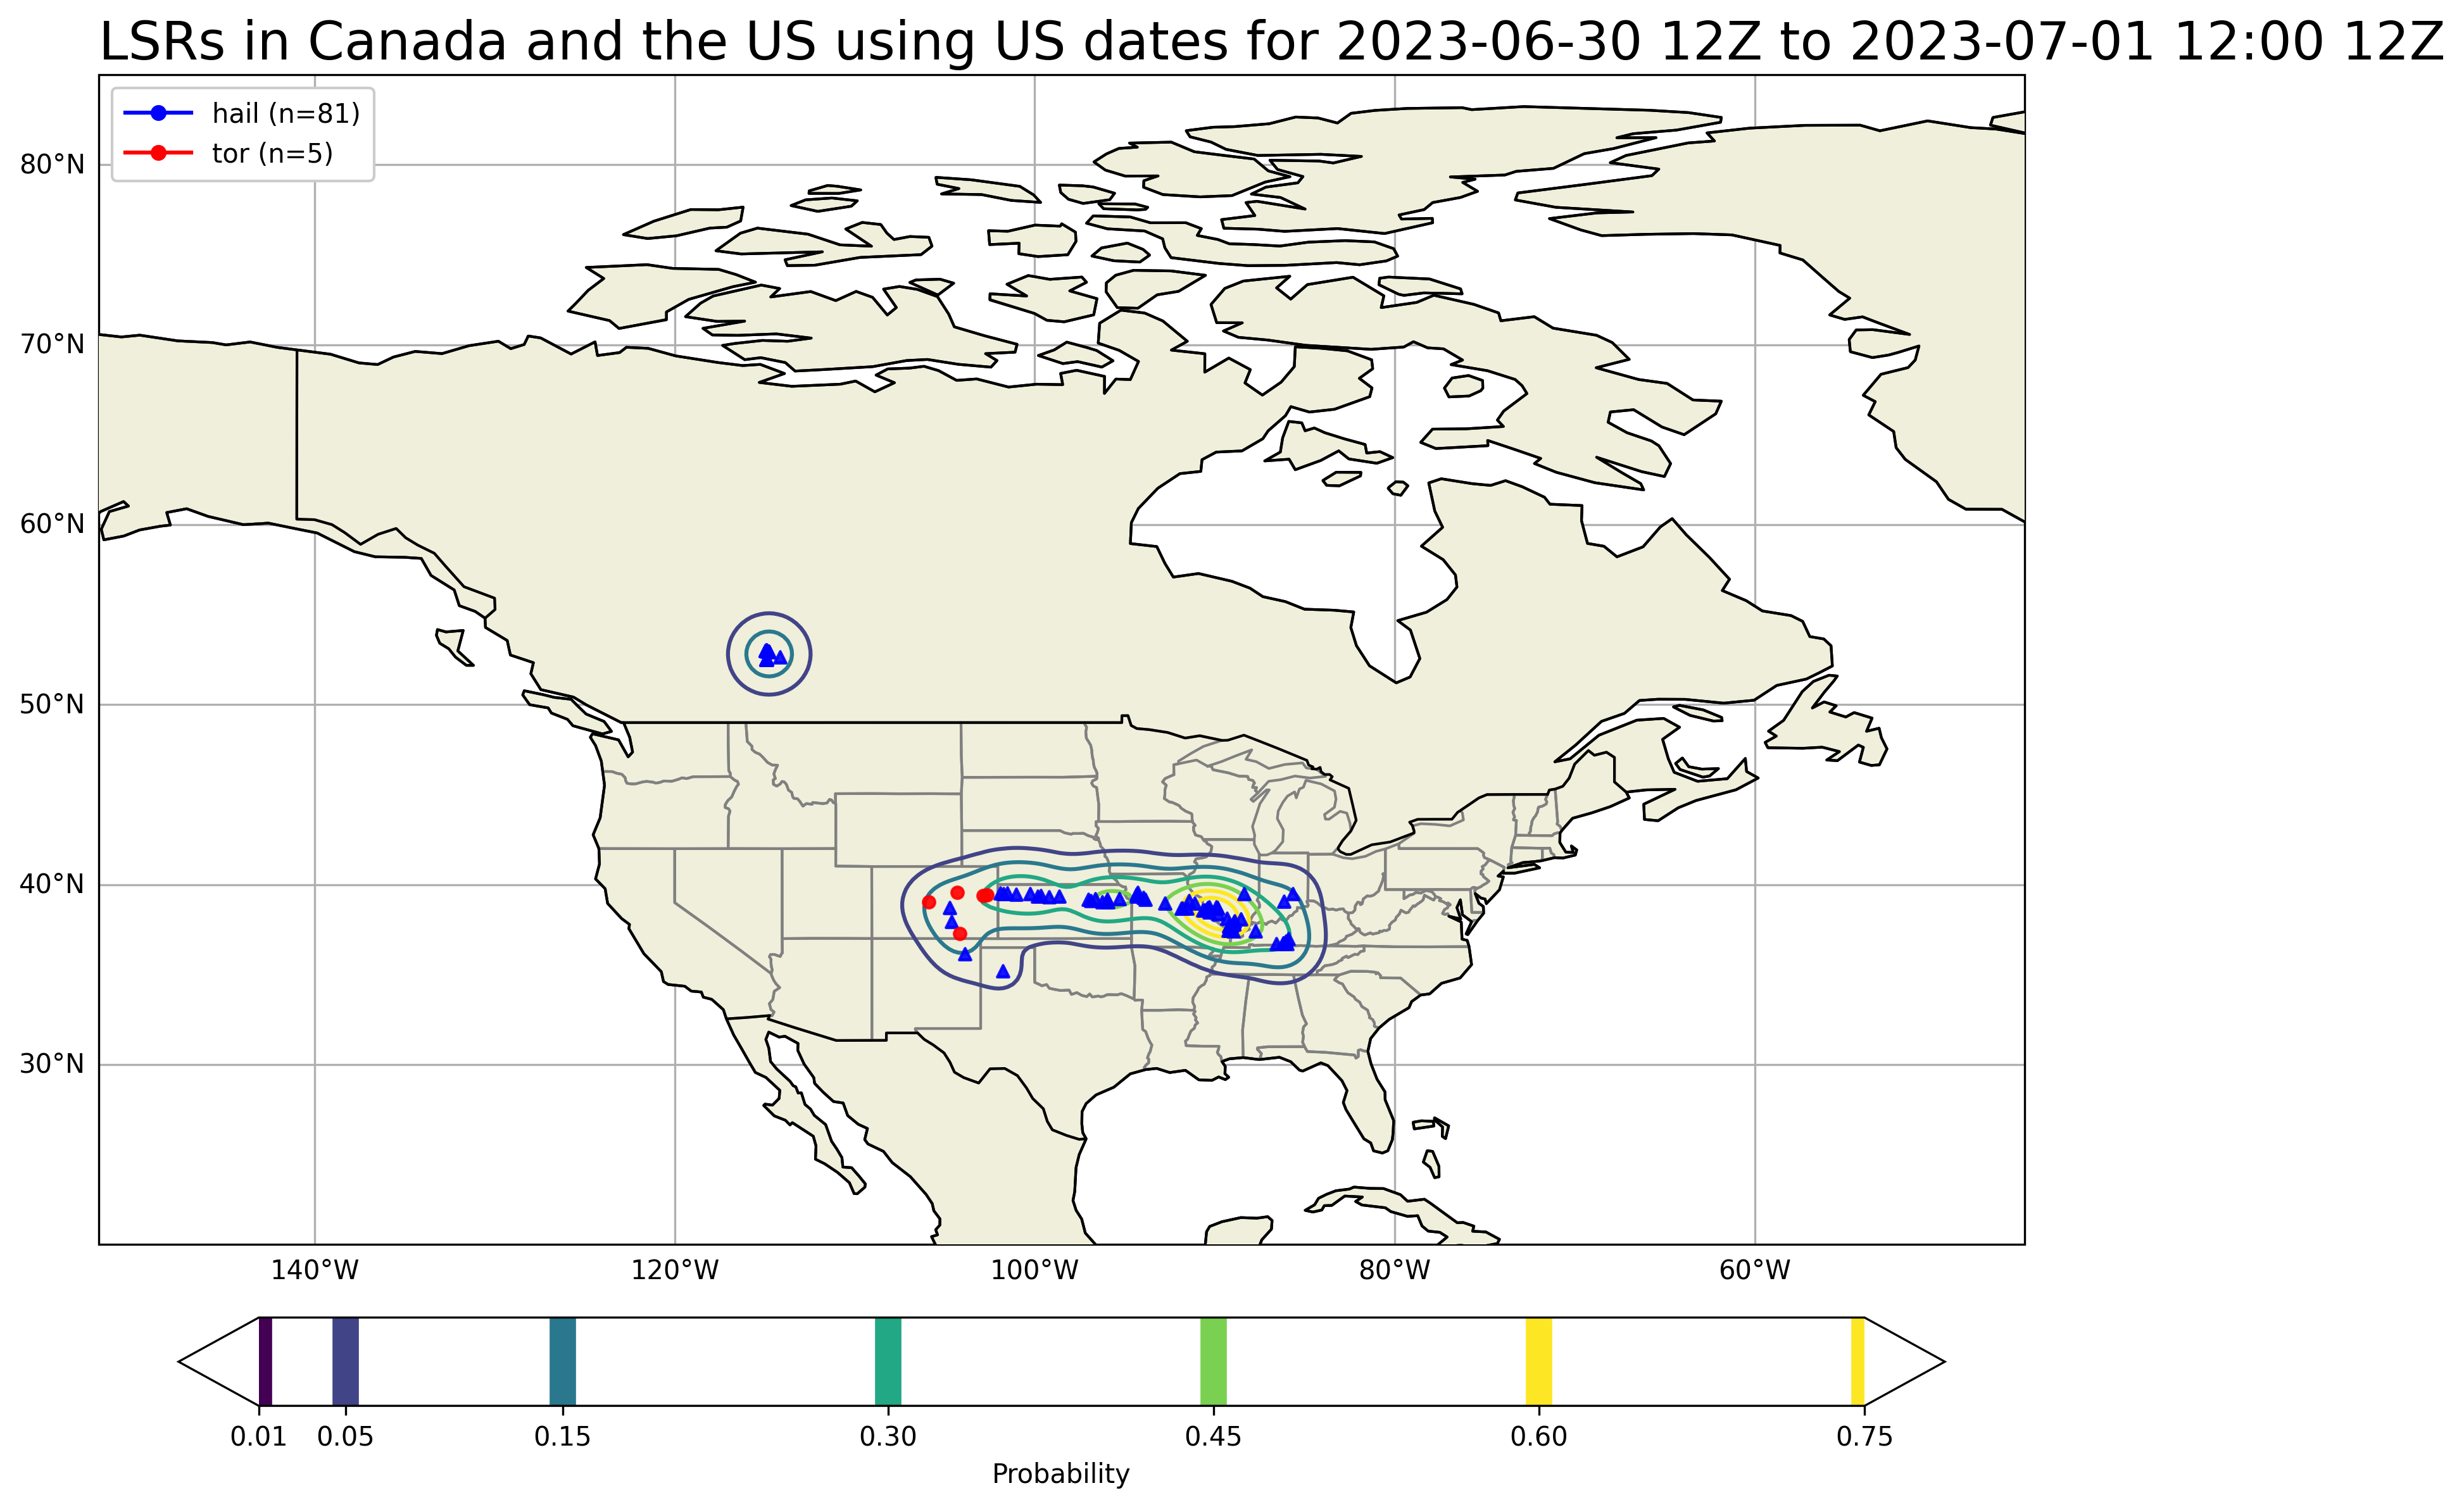 LSRs in Canada and the US using US dates for 2023-06-30 12Z to 2023-07-01 12:00 12Z
hail (n=81)
tor (n=5)
80°N
70°N
60°N
50°N
40°N
30°N
140°W 120°W 100°W 80°W 60°W
0.01 0.05 0.15 0.30 0.45 0.60 0.75
Probability